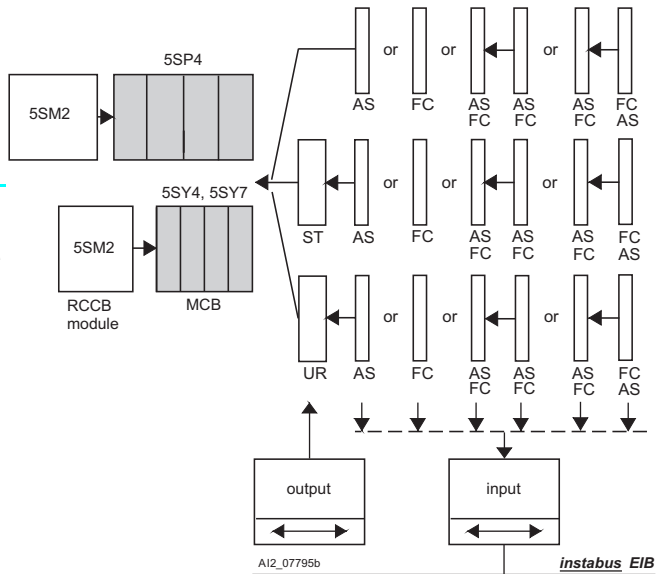 or or or
5SP4
5SM2
AS FC AS AS AS FC
FC FC FC AS
or or or
5SY4, 5SY7
5SM2
ST AS FC AS AS AS FC
FC FC FC AS
RCCB
module
MCB
or or or
UR AS FC AS AS AS FC
FC FC FC AS
output input
AI2_07795b
instabus EIB